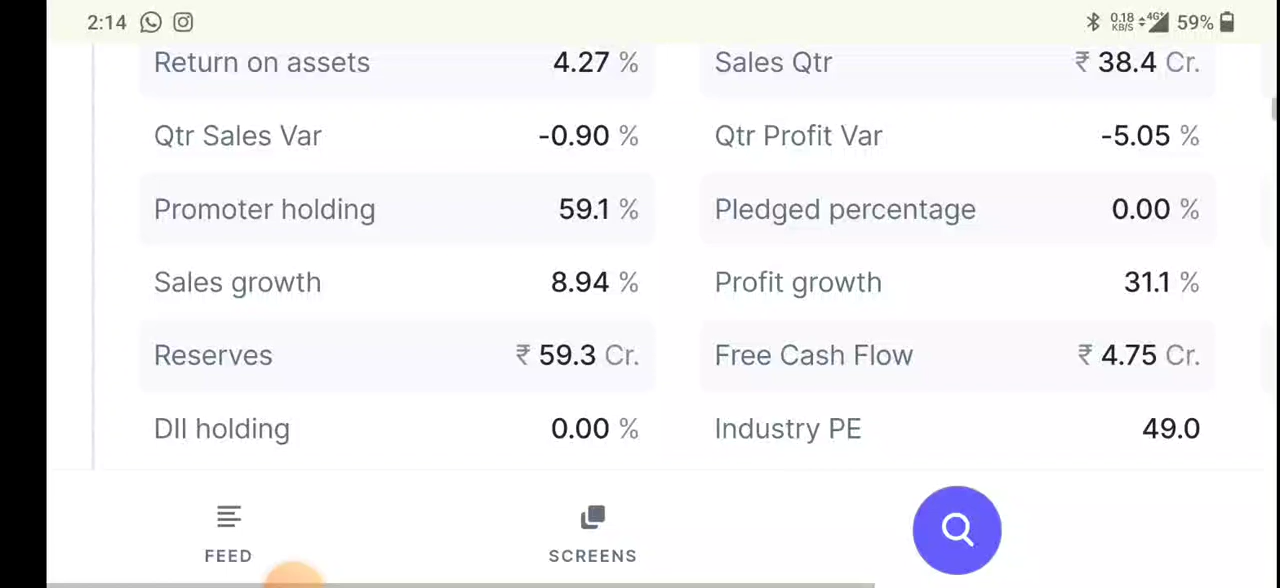 2:14 0.18 KB/S 4G+ 59%
Return on assets 4.27 % Sales Qtr ₹ 38.4 Cr.
Qtr Sales Var -0.90 % Qtr Profit Var -5.05 %
Promoter holding 59.1 % Pledged percentage 0.00 %
Sales growth 8.94 % Profit growth 31.1 %
Reserves ₹ 59.3 Cr. Free Cash Flow ₹ 4.75 Cr.
DII holding 0.00 % Industry PE 49.0
FEED SCREENS